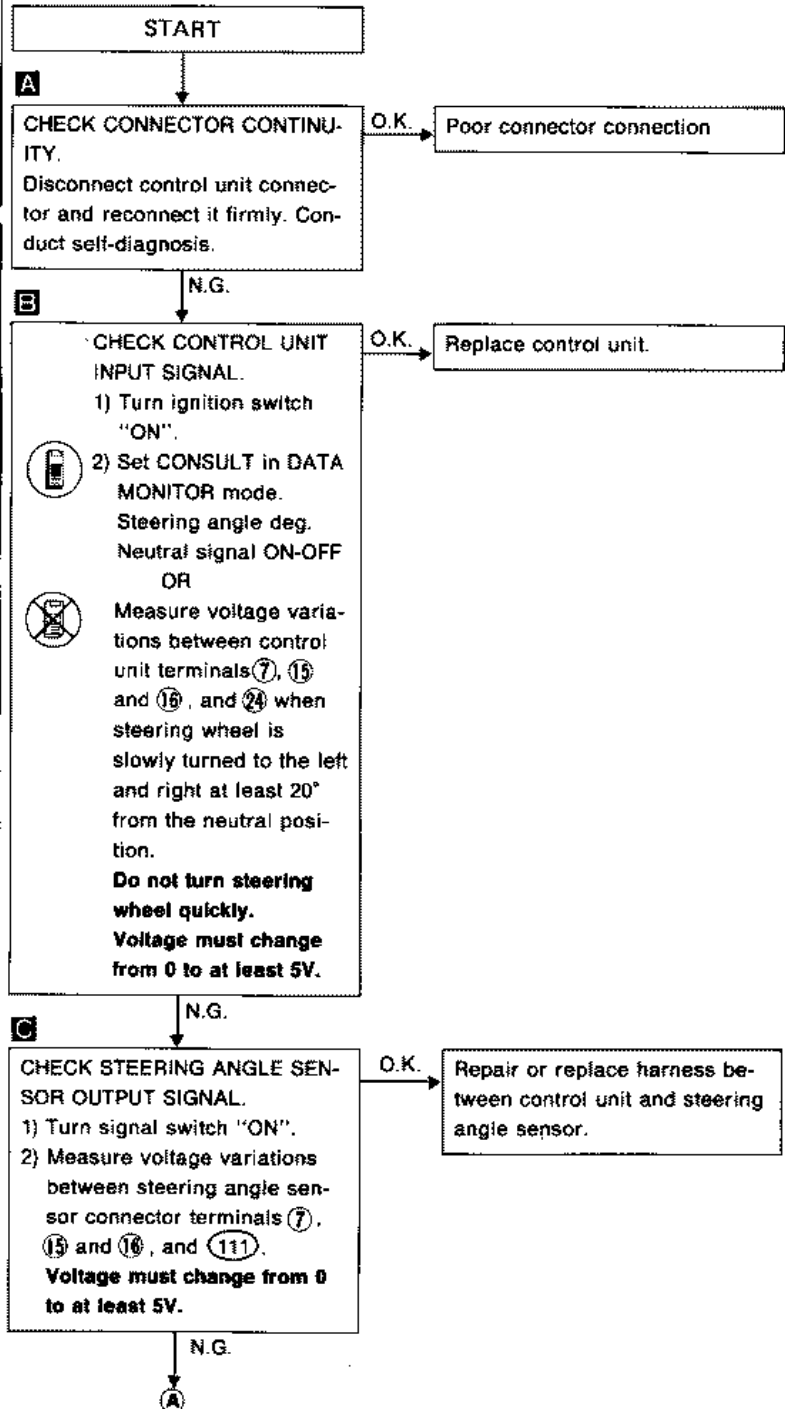 START
A
CHECK CONNECTOR CONTINU-
ITY.
Disconnect control unit connec-
tor and reconnect it firmly. Con-
duct self-diagnosis.
O.K.
Poor connector connection
N.G.
B
CHECK CONTROL UNIT
INPUT SIGNAL.
1) Turn ignition switch
"ON".
2) Set CONSULT in DATA
MONITOR mode.
Steering angle deg.
Neutral signal ON-OFF
OR
Measure voltage varia-
tions between control
unit terminals ⑦, ⑮
and ⑯, and ㉔ when
steering wheel is
slowly turned to the left
and right at least 20°
from the neutral posi-
tion.
Do not turn steering
wheel quickly.
Voltage must change
from 0 to at least 5V.
O.K.
Replace control unit.
N.G.
C
CHECK STEERING ANGLE SEN-
SOR OUTPUT SIGNAL.
1) Turn signal switch "ON".
2) Measure voltage variations
between steering angle sen-
sor connector terminals ⑦,
⑮ and ⑯, and (111).
Voltage must change from 0
to at least 5V.
O.K.
Repair or replace harness be-
tween control unit and steering
angle sensor.
N.G.
Ⓐ